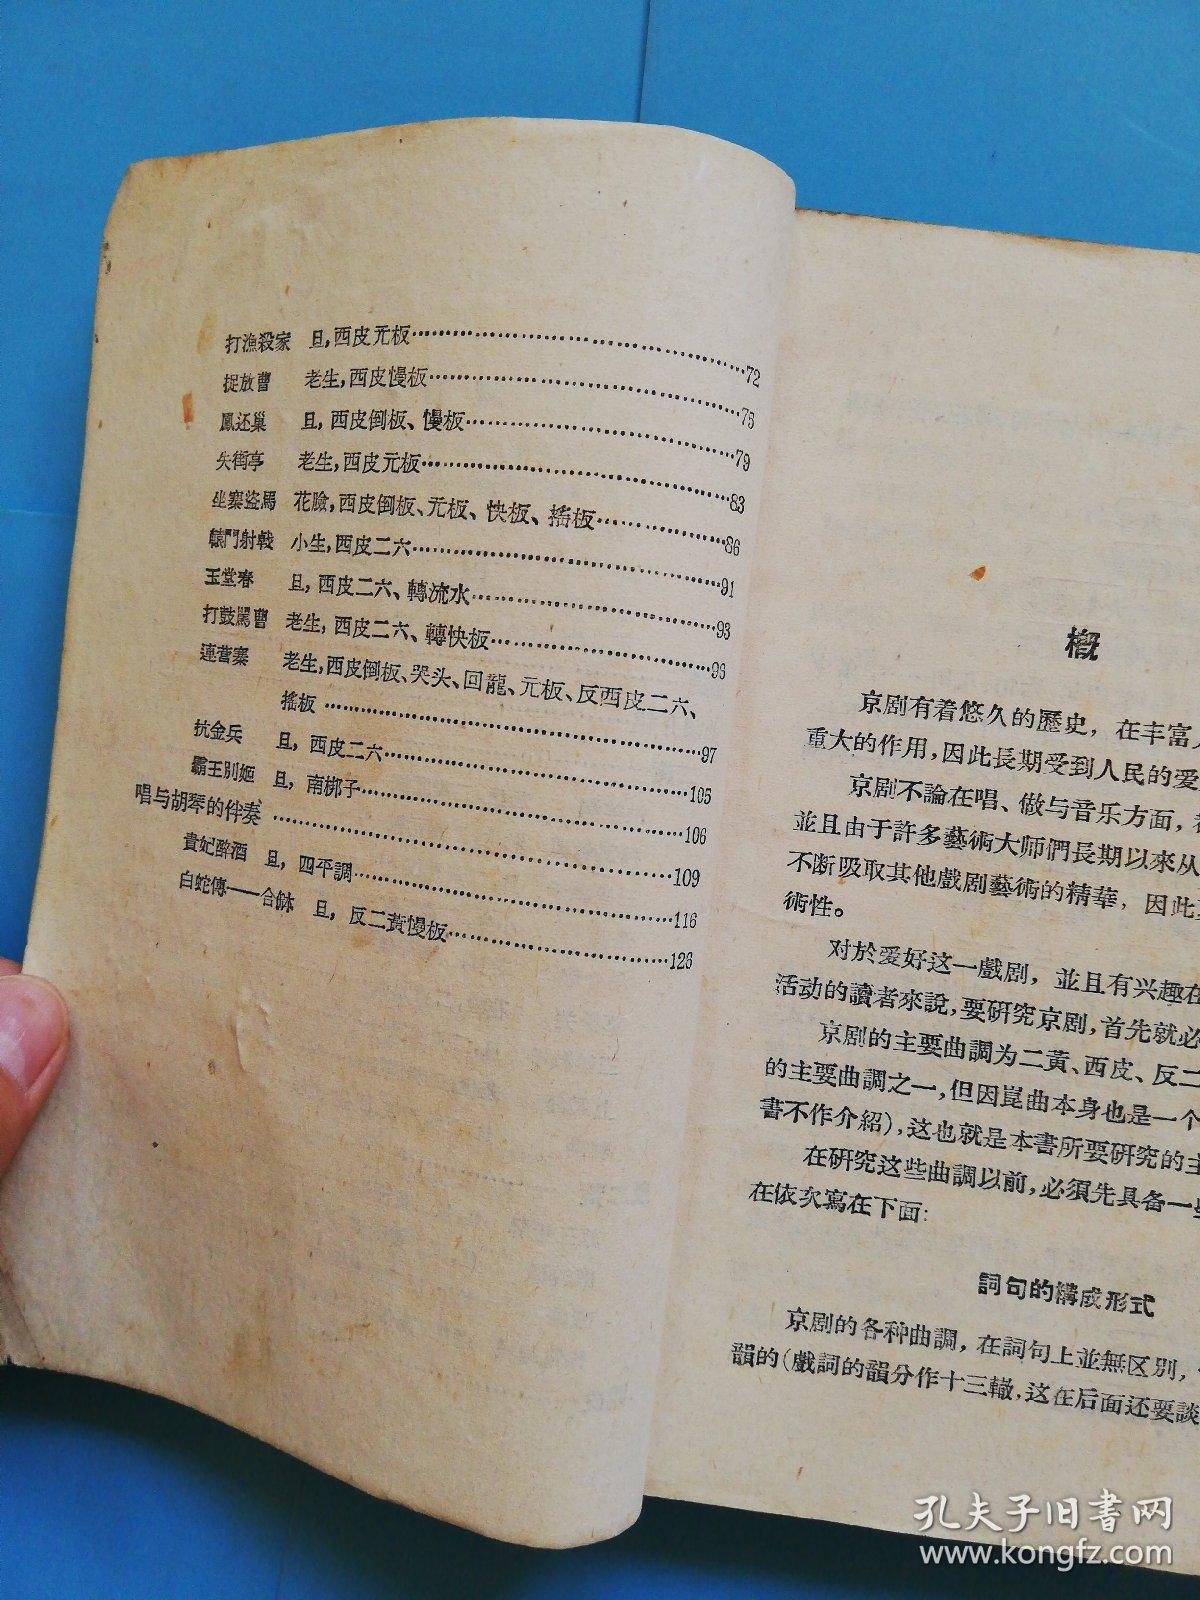 打漁殺家 旦,西皮元板……72
捉放曹 老生,西皮慢板……75
鳳还巢 旦,西皮倒板、慢板……79
失街亭 老生,西皮元板……83
坐寨盜馬 花臉,西皮倒板、元板、快板、搖板……86
轅門射戟 小生,西皮二六……91
玉堂春 旦,西皮二六、轉流水……93
打鼓罵曹 老生,西皮二六、轉快板……96
連营寨 老生,西皮倒板、哭头、回龍、元板、反西皮二六、
搖板……97
抗金兵 旦,西皮二六……105
霸王別姬 旦,南梆子……106
唱与胡琴的伴奏……109
貴妃醉酒 旦,四平調……116
白蛇傳——合鉢 旦,反二黃慢板……126
概
京剧有着悠久的歷史,在丰富
重大的作用,因此長期受到人民的爱
京剧不論在唱、做与音乐方面,
並且由于許多藝術大师們長期以來从
不断吸取其他戲剧藝術的精華,因此
術性。
对於爱好这一戲剧,並且有兴趣在
活动的讀者來說,要研究京剧,首先就必
京剧的主要曲調为二黃、西皮、反二
的主要曲調之一,但因崑曲本身也是一个
書不作介紹),这也就是本書所要研究的主
在研究这些曲調以前,必須先具备一些
在依次寫在下面:
詞句的構成形式
京剧的各种曲調,在詞句上並無区別,
韻的(戲詞的韻分作十三轍,这在后面还要談
孔夫子旧書网
www.kongfz.com